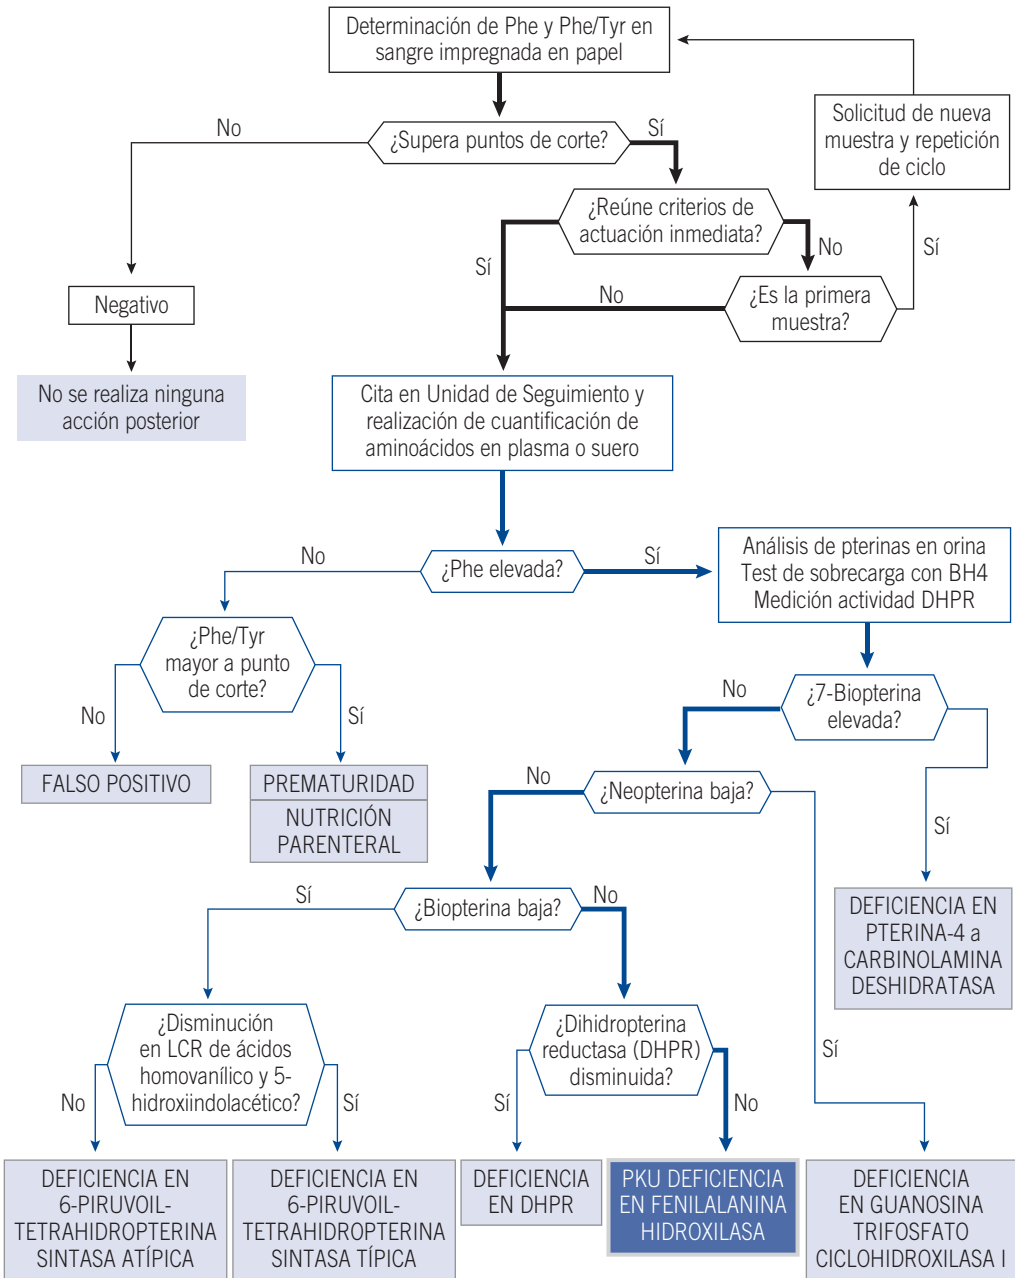 Determinación de Phe y Phe/Tyr en
sangre impregnada en papel
Solicitud de nueva
muestra y repetición
de ciclo
No
¿Supera puntos de corte?
Sí
¿Reúne criterios de
actuación inmediata?
Sí
No
Sí
Negativo
No
¿Es la primera
muestra?
No se realiza ninguna
acción posterior
Cita en Unidad de Seguimiento y
realización de cuantificación de
aminoácidos en plasma o suero
No
¿Phe elevada?
Sí
Análisis de pterinas en orina
Test de sobrecarga con BH4
Medición actividad DHPR
¿Phe/Tyr
mayor a punto
de corte?
No
Sí
No
¿7-Biopterina
elevada?
FALSO POSITIVO
PREMATURIDAD
NUTRICIÓN
PARENTERAL
No
¿Neopterina baja?
Sí
Sí
¿Biopterina baja?
No
DEFICIENCIA EN
PTERINA-4 a
CARBINOLAMINA
DESHIDRATASA
¿Disminución
en LCR de ácidos
homovanílico y 5-
hidroxiindolacético?
No
Sí
¿Dihidropterina
reductasa (DHPR)
disminuida?
Sí
No
Sí
DEFICIENCIA EN
6-PIRUVOIL-
TETRAHIDROPTERINA
SINTASA ATÍPICA
DEFICIENCIA EN
6-PIRUVOIL-
TETRAHIDROPTERINA
SINTASA TÍPICA
DEFICIENCIA
EN DHPR
PKU DEFICIENCIA
EN FENILALANINA
HIDROXILASA
DEFICIENCIA
EN GUANOSINA
TRIFOSFATO
CICLOHIDROXILASA I